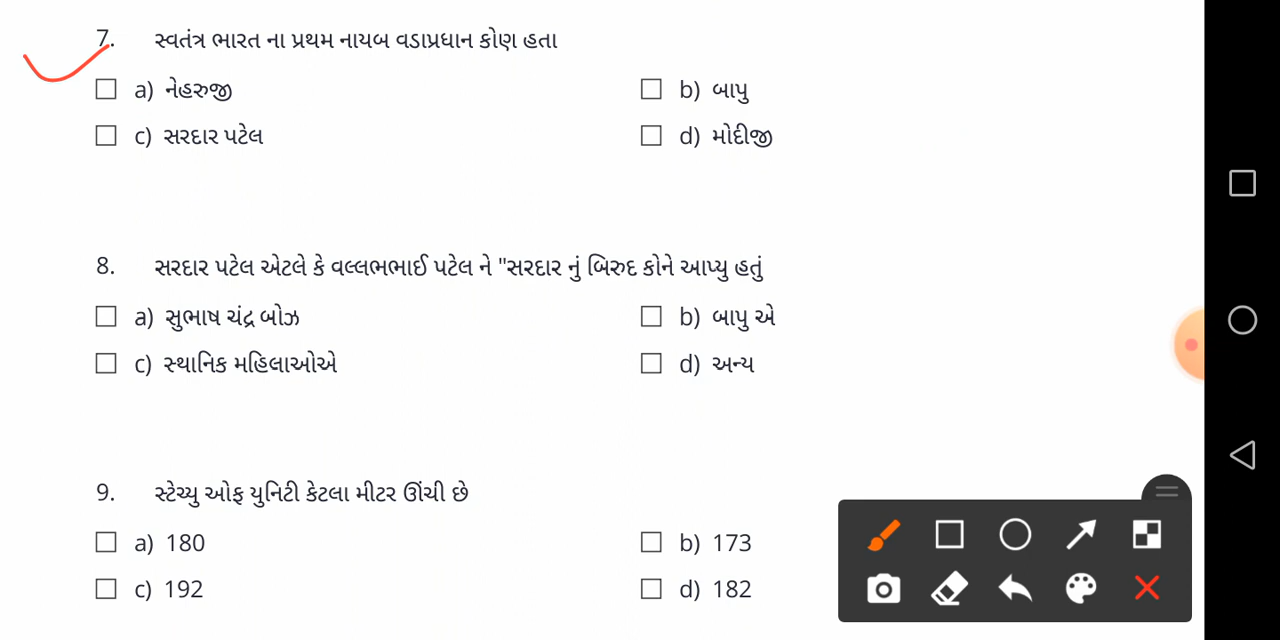 7. સ્વતંત્ર ભારત ના પ્રથમ નાયબ વડાપ્રધાન કોણ હતા
a) નેહરુજી b) બાપુ
c) સરદાર પટેલ d) મોદીજી
8. સરદાર પટેલ એટલે કે વલ્લભભાઈ પટેલ ને "સરદાર નું બિરુદ કોને આપ્યુ હતું
a) સુભાષ ચંદ્ર બોઝ b) બાપુ એ
c) સ્થાનિક મહિલાઓએ d) અન્ય
9. સ્ટેચ્યુ ઓફ યુનિટી કેટલા મીટર ઊંચી છે
a) 180 b) 173
c) 192 d) 182